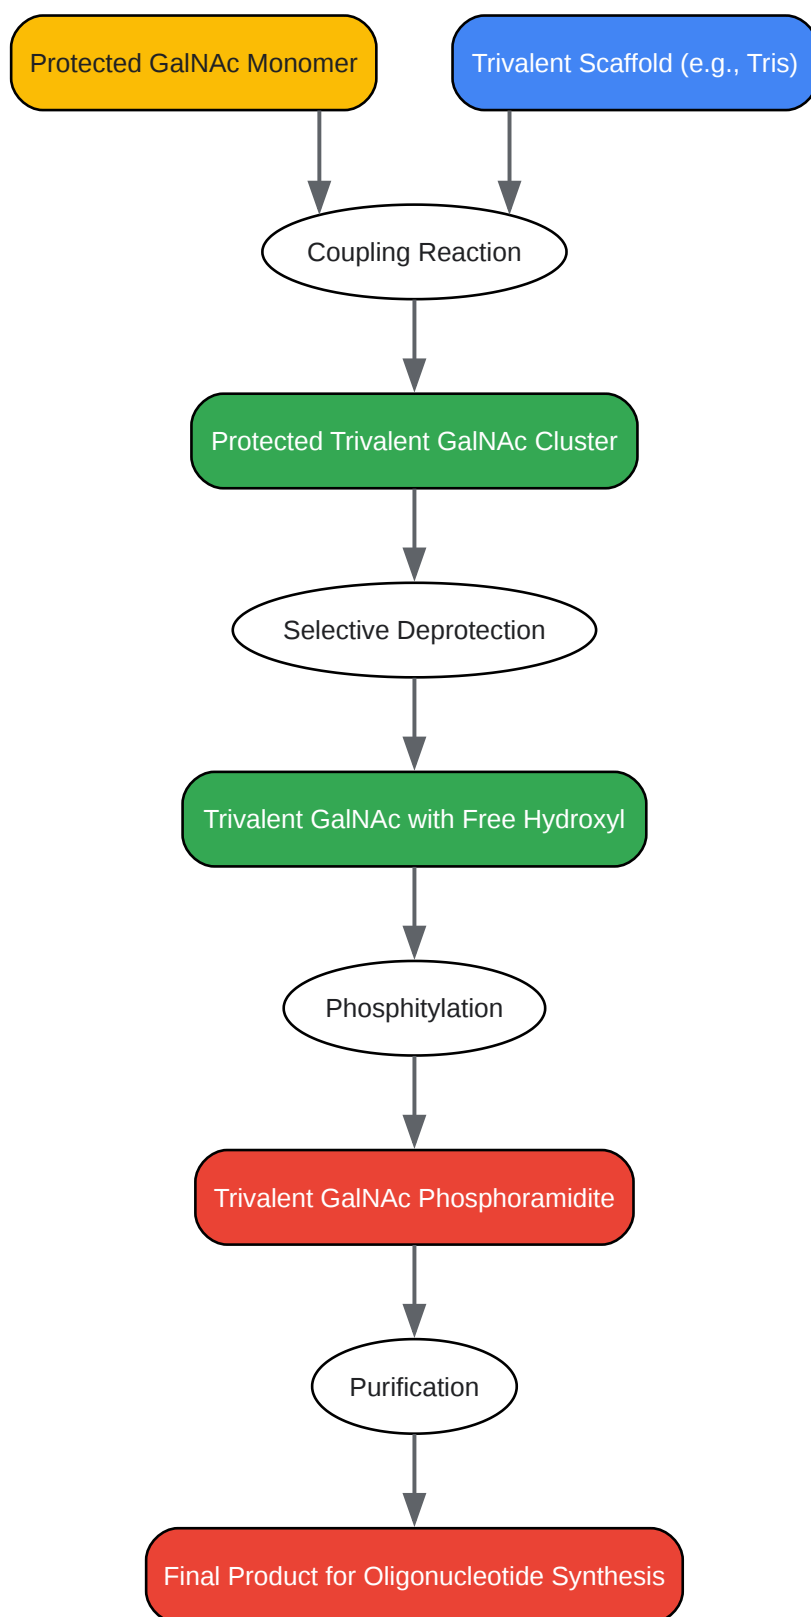 Protected GalNAc Monomer
Trivalent Scaffold (e.g., Tris)
Coupling Reaction
Protected Trivalent GalNAc Cluster
Selective Deprotection
Trivalent GalNAc with Free Hydroxyl
Phosphitylation
Trivalent GalNAc Phosphoramidite
Purification
Final Product for Oligonucleotide Synthesis